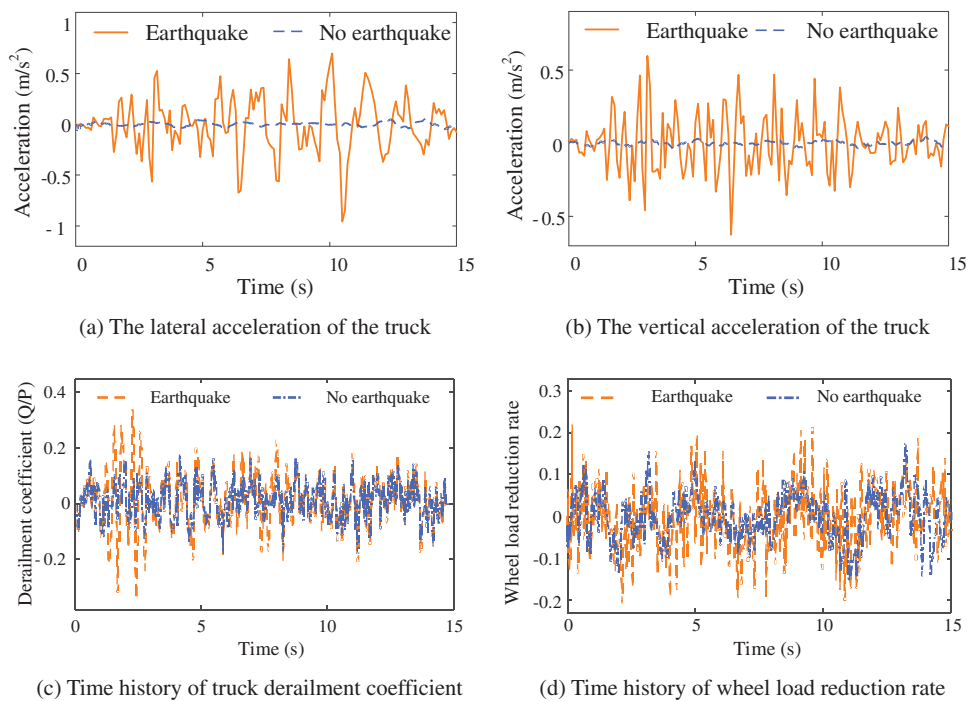 Earthquake No earthquake
Acceleration (m/s²)
1
0.5
0
-0.5
- 1
0 5 10 15
Time (s)
(a) The lateral acceleration of the truck
Earthquake No earthquake
Acceleration (m/s²)
0.5
0
-0.5
0 5 10 15
Time (s)
(b) The vertical acceleration of the truck
Earthquake No earthquake
Derailment coefficient (Q/P)
0.4
0.2
0
-0.2
0 5 10 15
Time (s)
(c) Time history of truck derailment coefficient
Earthquake No earthquake
Wheel load reduction rate
0.3
0.2
0.1
0
-0.1
-0.2
0 5 10 15
Time (s)
(d) Time history of wheel load reduction rate